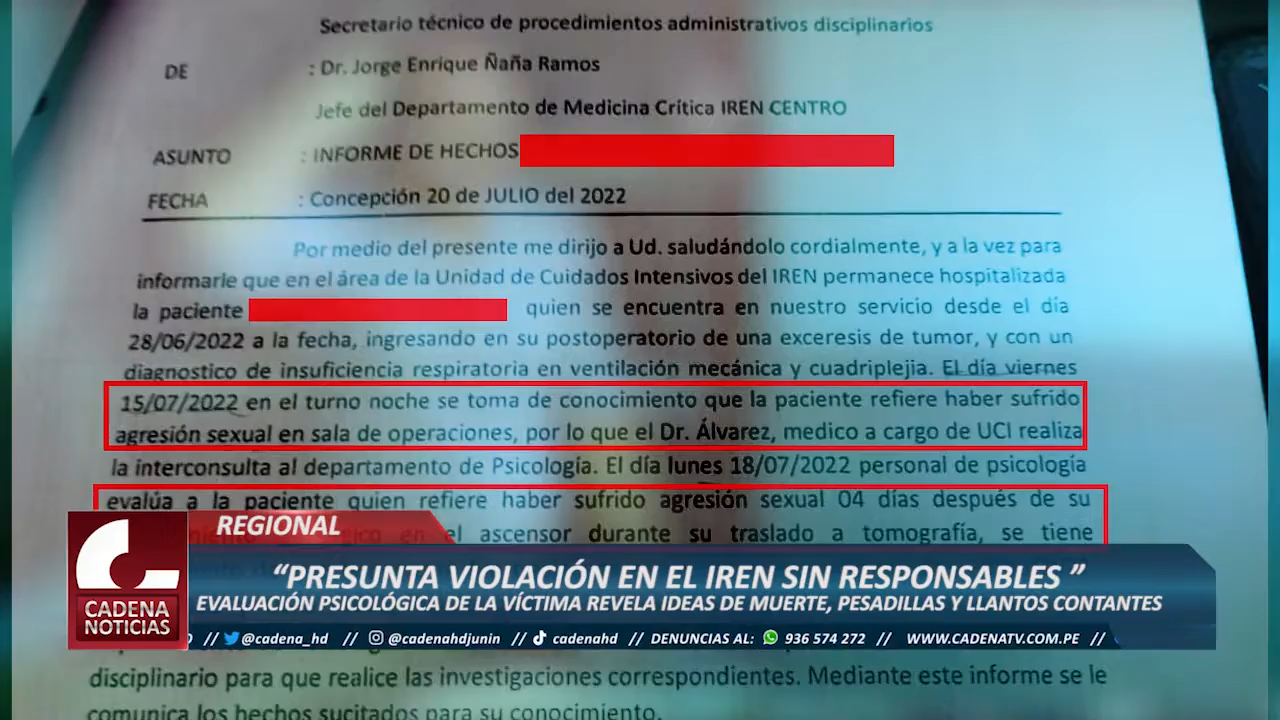 Secretario técnico de procedimientos administrativos disciplinarios
DE : Dr. Jorge Enrique Ñaña Ramos
Jefe del Departamento de Medicina Crítica IREN CENTRO
ASUNTO : INFORME DE HECHOS
FECHA : Concepción 20 de JULIO del 2022
Por medio del presente me dirijo a Ud. saludándolo cordialmente, y a la vez para
informarle que en el área de la Unidad de Cuidados Intensivos del IREN permanece hospitalizada
la paciente quien se encuentra en nuestro servicio desde el día
28/06/2022 a la fecha, ingresando en su postoperatorio de una exceresis de tumor, y con un
diagnostico de insuficiencia respiratoria en ventilación mecánica y cuadriplejia. El día viernes
15/07/2022 en el turno noche se toma de conocimiento que la paciente refiere haber sufrido
agresión sexual en sala de operaciones, por lo que el Dr. Álvarez, medico a cargo de UCI realiza
la interconsulta al departamento de Psicología. El día lunes 18/07/2022 personal de psicología
evalúa a la paciente quien refiere haber sufrido agresión sexual 04 días después de su
en el ascensor durante su traslado a tomografía, se tiene
REGIONAL
“PRESUNTA VIOLACIÓN EN EL IREN SIN RESPONSABLES ”
EVALUACIÓN PSICOLÓGICA DE LA VÍCTIMA REVELA IDEAS DE MUERTE, PESADILLAS Y LLANTOS CONTANTES
CADENA
NOTICIAS
// @cadena_hd // @cadenahdjunin // cadenahd // DENUNCIAS AL: 936 574 272 // WWW.CADENATV.COM.PE //
disciplinario para que realice las investigaciones correspondientes. Mediante este informe se le
comunica los hechos sucitados para su conocimiento.